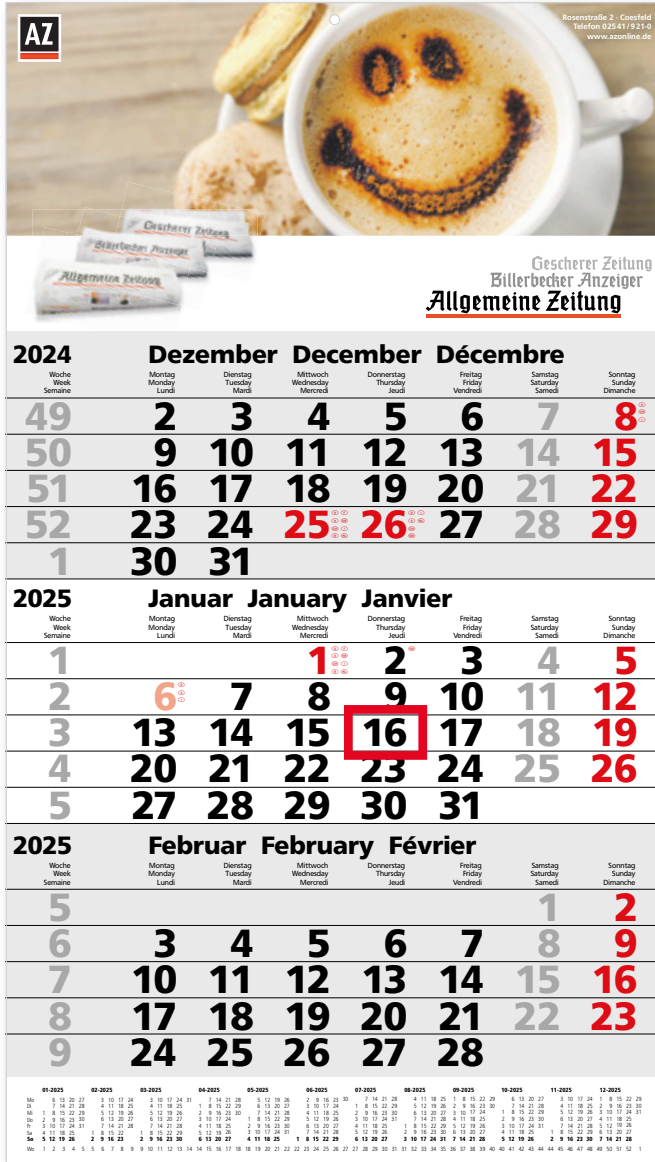 AZ
Rosenstraße 2 · Coesfeld
Telefon 02541/921-0
www.azonline.de
Gescherer Zeitung
Billerbecker Anzeiger
Allgemeine Zeitung
Gescherer Zeitung
Billerbecker Anzeiger
Allgemeine Zeitung
2024 Dezember December Décembre
Woche Montag Dienstag Mittwoch Donnerstag Freitag Samstag Sonntag
Week Monday Tuesday Wednesday Thursday Friday Saturday Sunday
Semaine Lundi Mardi Mercredi Jeudi Vendredi Samedi Dimanche
49 2 3 4 5 6 7 8
50 9 10 11 12 13 14 15
51 16 17 18 19 20 21 22
52 23 24 25 26 27 28 29
1 30 31
2025 Januar January Janvier
Woche Montag Dienstag Mittwoch Donnerstag Freitag Samstag Sonntag
Week Monday Tuesday Wednesday Thursday Friday Saturday Sunday
Semaine Lundi Mardi Mercredi Jeudi Vendredi Samedi Dimanche
1 1 2 3 4 5
2 6 7 8 9 10 11 12
3 13 14 15 16 17 18 19
4 20 21 22 23 24 25 26
5 27 28 29 30 31
2025 Februar February Février
Woche Montag Dienstag Mittwoch Donnerstag Freitag Samstag Sonntag
Week Monday Tuesday Wednesday Thursday Friday Saturday Sunday
Semaine Lundi Mardi Mercredi Jeudi Vendredi Samedi Dimanche
5 1 2
6 3 4 5 6 7 8 9
7 10 11 12 13 14 15 16
8 17 18 19 20 21 22 23
9 24 25 26 27 28
01-2025 02-2025 03-2025 04-2025 05-2025 06-2025 07-2025 08-2025 09-2025 10-2025 11-2025 12-2025